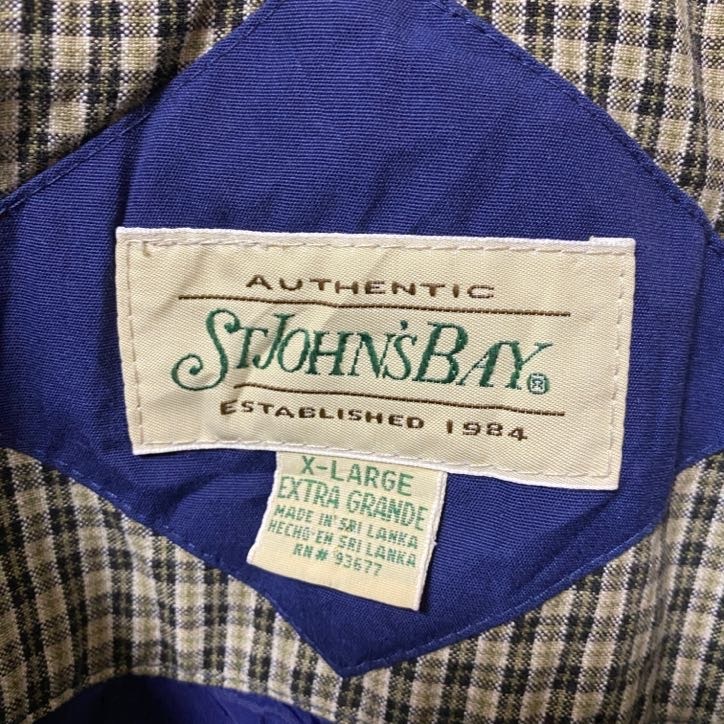 AUTHENTIC
ST.JOHN'S BAY®
ESTABLISHED 1984
X-LARGE
EXTRA GRANDE
MADE IN SRI LANKA
HECHO EN SRI LANKA
RN# 93677